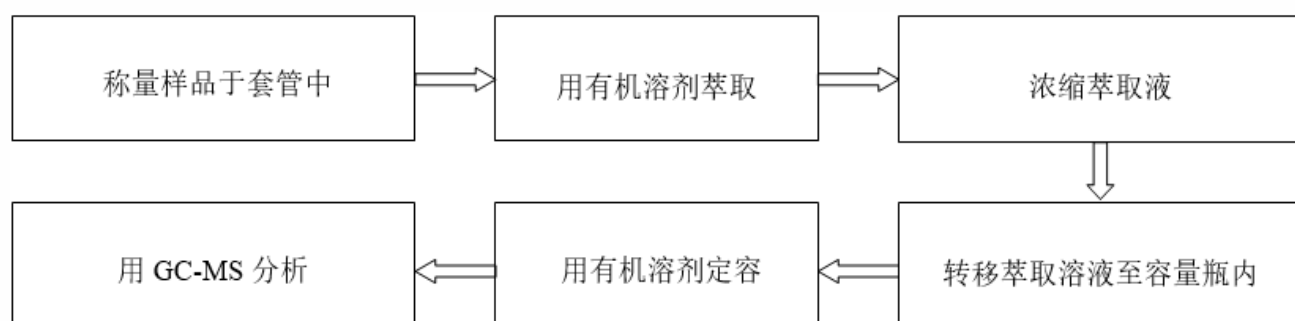 称量样品于套管中
用有机溶剂萃取
浓缩萃取液
转移萃取溶液至容量瓶内
用有机溶剂定容
用 GC-MS 分析